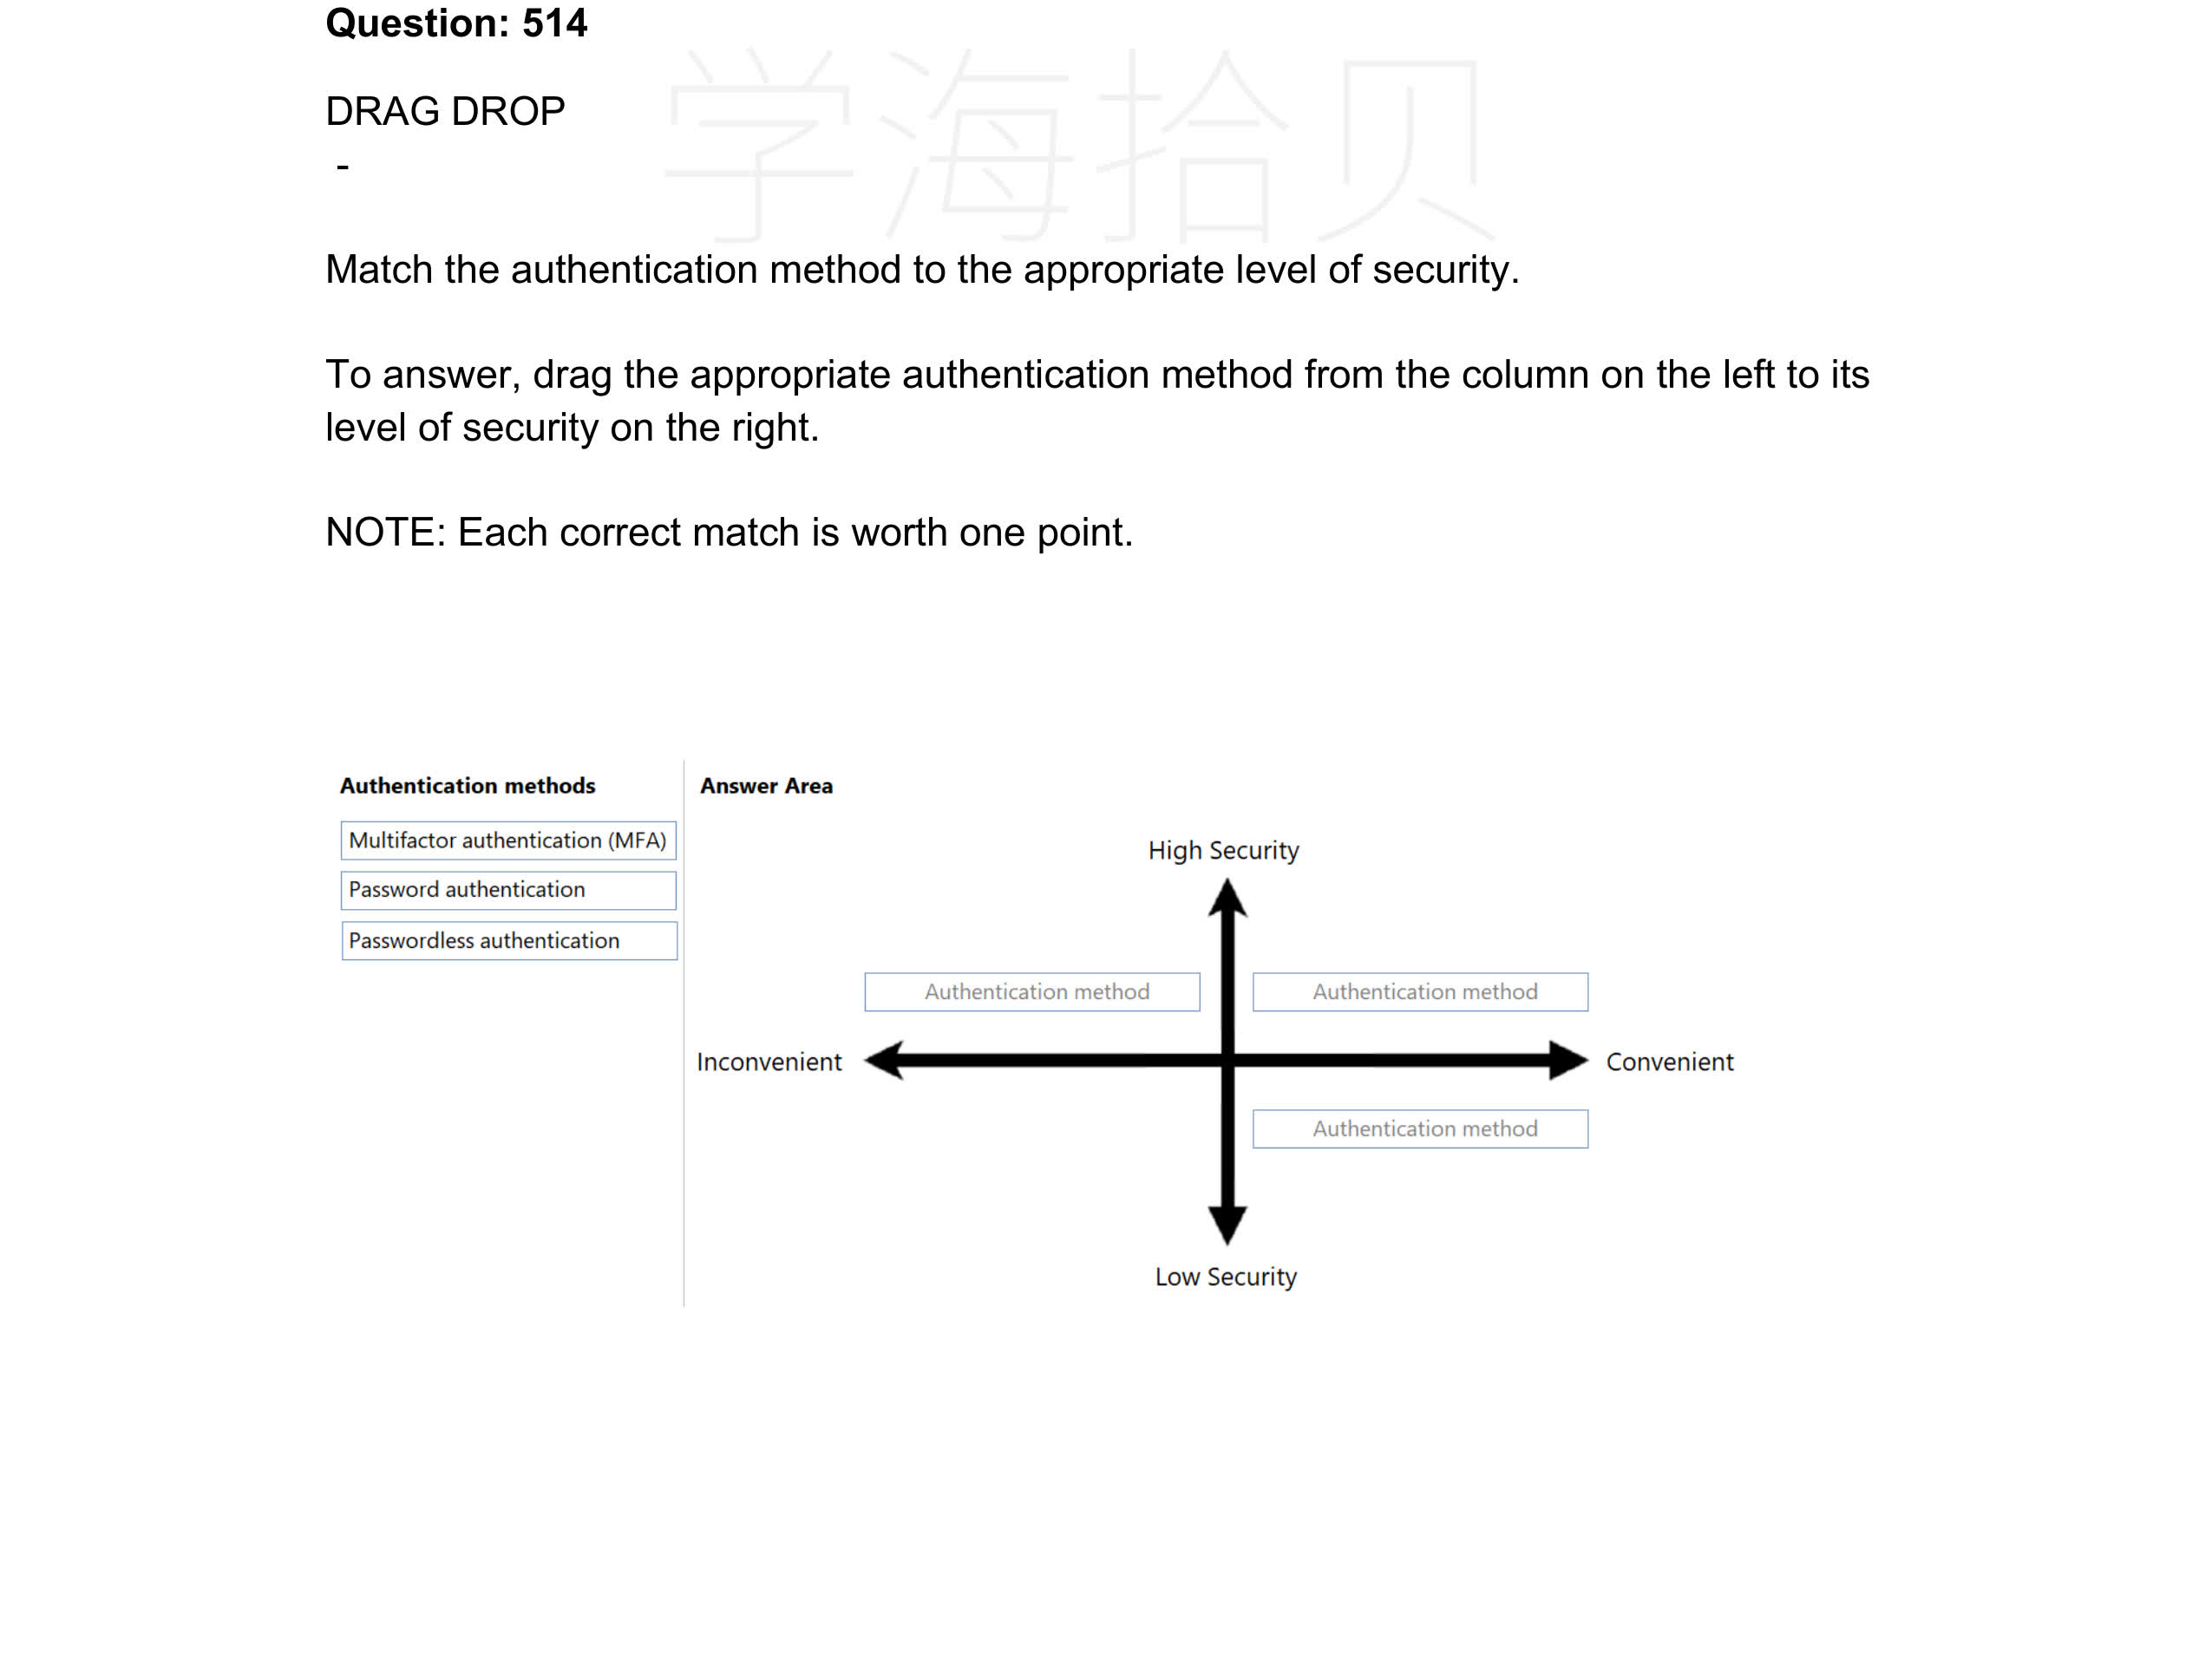 Question: 514
学海拾贝
DRAG DROP
-
Match the authentication method to the appropriate level of security.
To answer, drag the appropriate authentication method from the column on the left to its
level of security on the right.
NOTE: Each correct match is worth one point.
Authentication methods
Multifactor authentication (MFA)
Password authentication
Passwordless authentication
Answer Area
High Security
Authentication method
Authentication method
Inconvenient
Convenient
Authentication method
Low Security